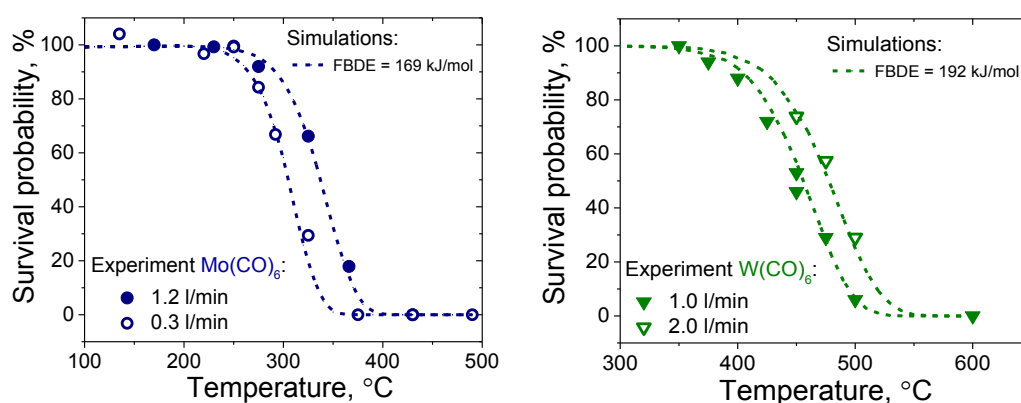 Survival probability, %
100
80
60
40
20
0
Simulations:
FBDE = 169 kJ/mol
Experiment Mo(CO)6:
1.2 l/min
0.3 l/min
100 200 300 400 500
Temperature, °C
Survival probability, %
100
80
60
40
20
0
Simulations:
FBDE = 192 kJ/mol
Experiment W(CO)6:
1.0 l/min
2.0 l/min
300 400 500 600
Temperature, °C